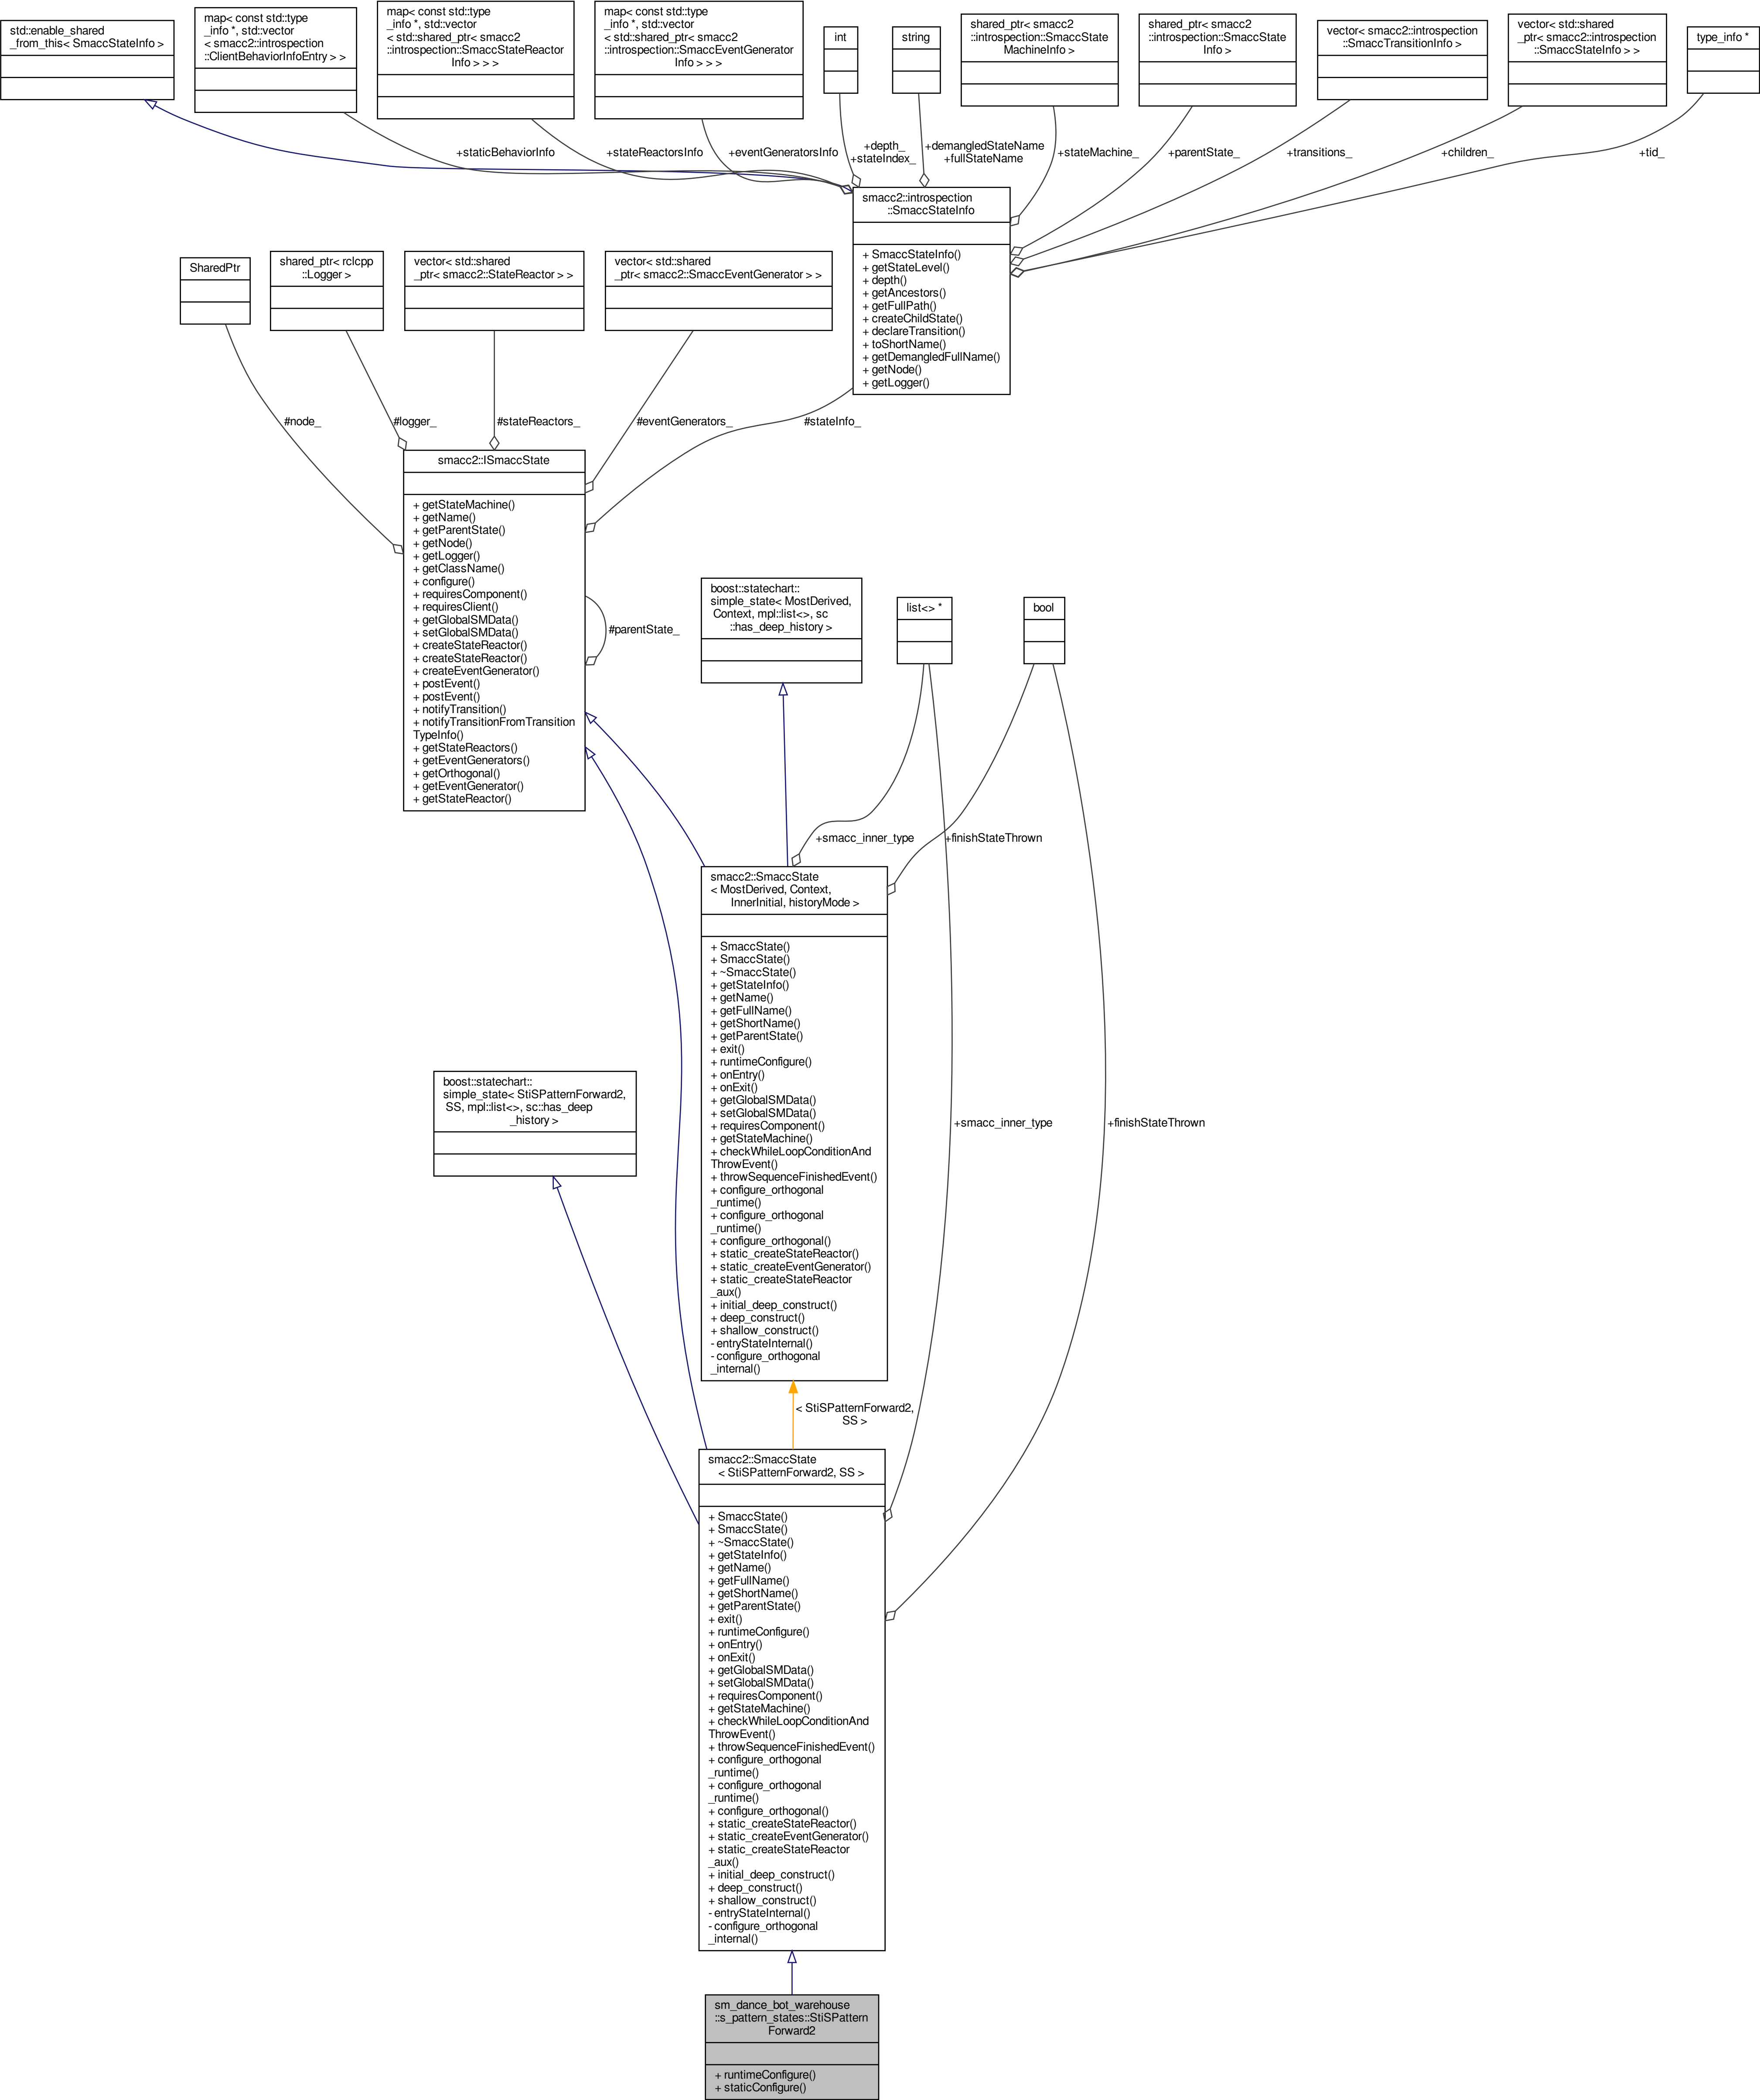 std::enable_shared
_from_this< SmaccStateInfo >
map< const std::type
_info *, std::vector
< smacc2::introspection
::ClientBehaviorInfoEntry > >
map< const std::type
_info *, std::vector
< std::shared_ptr< smacc2
::introspection::SmaccStateReactor
Info > > >
map< const std::type
_info *, std::vector
< std::shared_ptr< smacc2
::introspection::SmaccEventGenerator
Info > > >
int
string
shared_ptr< smacc2
::introspection::SmaccState
MachineInfo >
shared_ptr< smacc2
::introspection::SmaccState
Info >
vector< smacc2::introspection
::SmaccTransitionInfo >
vector< std::shared
_ptr< smacc2::introspection
::SmaccStateInfo > >
type_info *
+staticBehaviorInfo
+stateReactorsInfo
+eventGeneratorsInfo
+depth_
+stateIndex_
+demangledStateName
+fullStateName
+stateMachine_
+parentState_
+transitions_
+children_
+tid_
smacc2::introspection
::SmaccStateInfo
+ SmaccStateInfo()
+ getStateLevel()
+ depth()
+ getAncestors()
+ getFullPath()
+ createChildState()
+ declareTransition()
+ toShortName()
+ getDemangledFullName()
+ getNode()
+ getLogger()
SharedPtr
shared_ptr< rclcpp
::Logger >
vector< std::shared
_ptr< smacc2::StateReactor > >
vector< std::shared
_ptr< smacc2::SmaccEventGenerator > >
#node_
#logger_
#stateReactors_
#eventGenerators_
#stateInfo_
smacc2::ISmaccState
+ getStateMachine()
+ getName()
+ getParentState()
+ getNode()
+ getLogger()
+ getClassName()
+ configure()
+ requiresComponent()
+ requiresClient()
+ getGlobalSMData()
+ setGlobalSMData()
+ createStateReactor()
+ createStateReactor()
+ createEventGenerator()
+ postEvent()
+ postEvent()
+ notifyTransition()
+ notifyTransitionFromTransition
TypeInfo()
+ getStateReactors()
+ getEventGenerators()
+ getOrthogonal()
+ getEventGenerator()
+ getStateReactor()
#parentState_
boost::statechart::
simple_state< MostDerived,
Context, mpl::list<>, sc
::has_deep_history >
list<> *
bool
+smacc_inner_type
+finishStateThrown
smacc2::SmaccState
< MostDerived, Context,
InnerInitial, historyMode >
+ SmaccState()
+ SmaccState()
+ ~SmaccState()
+ getStateInfo()
+ getName()
+ getFullName()
+ getShortName()
+ getParentState()
+ exit()
+ runtimeConfigure()
+ onEntry()
+ onExit()
+ getGlobalSMData()
+ setGlobalSMData()
+ requiresComponent()
+ getStateMachine()
+ checkWhileLoopConditionAnd
ThrowEvent()
+ throwSequenceFinishedEvent()
+ configure_orthogonal
_runtime()
+ configure_orthogonal
_runtime()
+ configure_orthogonal()
+ static_createStateReactor()
+ static_createEventGenerator()
+ static_createStateReactor
_aux()
+ initial_deep_construct()
+ deep_construct()
+ shallow_construct()
- entryStateInternal()
- configure_orthogonal
_internal()
boost::statechart::
simple_state< StiSPatternForward2,
SS, mpl::list<>, sc::has_deep
_history >
+smacc_inner_type
+finishStateThrown
< StiSPatternForward2,
SS >
smacc2::SmaccState
< StiSPatternForward2, SS >
+ SmaccState()
+ SmaccState()
+ ~SmaccState()
+ getStateInfo()
+ getName()
+ getFullName()
+ getShortName()
+ getParentState()
+ exit()
+ runtimeConfigure()
+ onEntry()
+ onExit()
+ getGlobalSMData()
+ setGlobalSMData()
+ requiresComponent()
+ getStateMachine()
+ checkWhileLoopConditionAnd
ThrowEvent()
+ throwSequenceFinishedEvent()
+ configure_orthogonal
_runtime()
+ configure_orthogonal
_runtime()
+ configure_orthogonal()
+ static_createStateReactor()
+ static_createEventGenerator()
+ static_createStateReactor
_aux()
+ initial_deep_construct()
+ deep_construct()
+ shallow_construct()
- entryStateInternal()
- configure_orthogonal
_internal()
sm_dance_bot_warehouse
::s_pattern_states::StiSPattern
Forward2
+ runtimeConfigure()
+ staticConfigure()